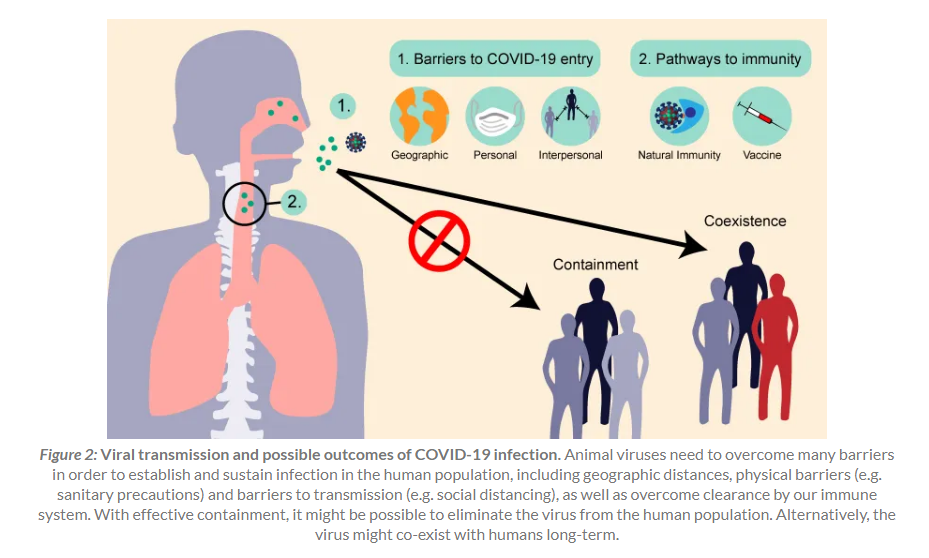 1. Barriers to COVID-19 entry
2. Pathways to immunity
1.
Geographic
Personal
Interpersonal
Natural Immunity
Vaccine
2.
Coexistence
Containment
Figure 2: Viral transmission and possible outcomes of COVID-19 infection. Animal viruses need to overcome many barriers
in order to establish and sustain infection in the human population, including geographic distances, physical barriers (e.g.
sanitary precautions) and barriers to transmission (e.g. social distancing), as well as overcome clearance by our immune
system. With effective containment, it might be possible to eliminate the virus from the human population. Alternatively, the
virus might co-exist with humans long-term.